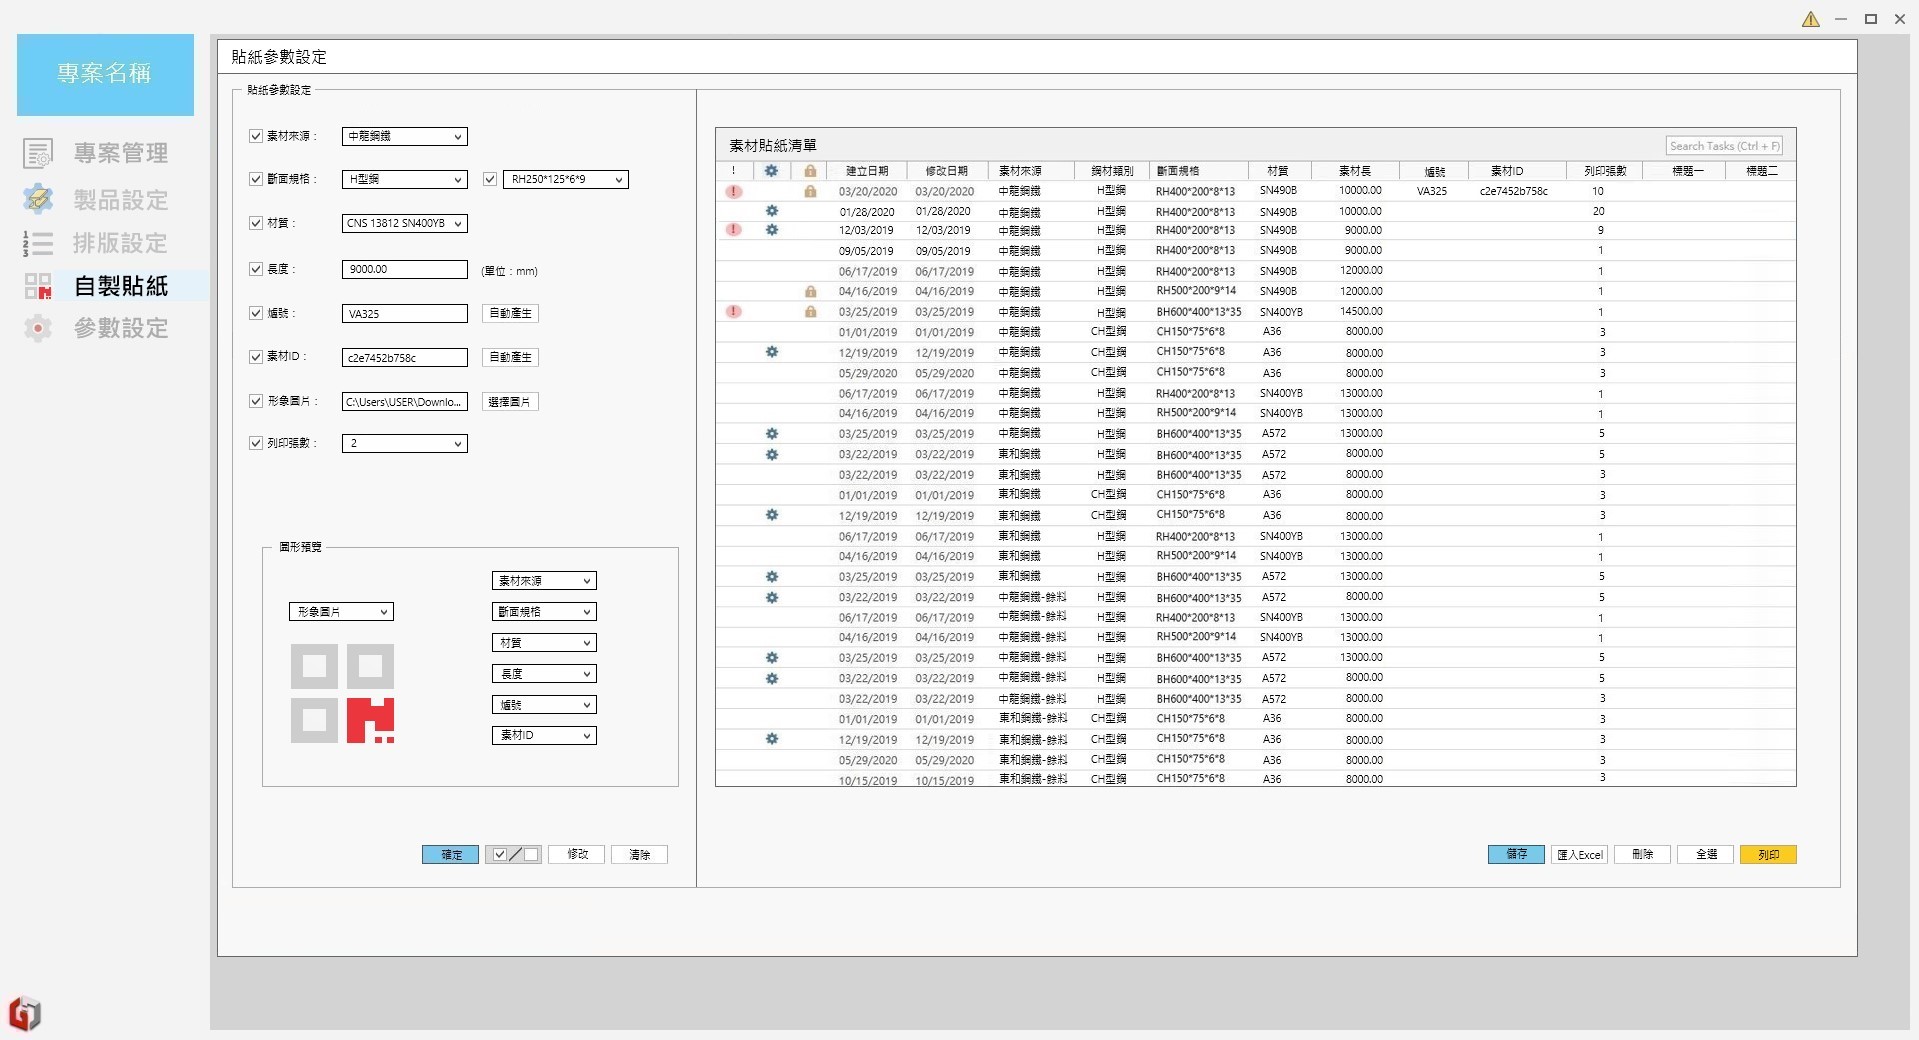 專案名稱
專案管理
製品設定
排版設定
自製貼紙
參數設定
貼紙參數設定
貼紙參數設定
素材來源： 中龍鋼鐵
斷面規格： H型鋼 RH250*125*6*9
材質： CNS 13812 SN400YB
長度： 9000.00 (單位：mm)
爐號： VA325 自動產生
素材ID： c2e7452b758c 自動產生
形象圖片： C:\Users\USER\Downlo... 選擇圖片
列印張數： 2
圖形預覽
形象圖片
素材來源
斷面規格
材質
長度
爐號
素材ID
確定 / 修改 清除
素材貼紙清單 Search Tasks (Ctrl + F)
! 建立日期 修改日期 素材來源 鋼材類別 斷面規格 材質 素材長 爐號 素材ID 列印張數 標題一 標題二
! 03/20/2020 03/20/2020 中龍鋼鐵 H型鋼 RH400*200*8*13 SN490B 10000.00 VA325 c2e7452b758c 10
01/28/2020 01/28/2020 中龍鋼鐵 H型鋼 RH400*200*8*13 SN490B 10000.00 20
! 12/03/2019 12/03/2019 中龍鋼鐵 H型鋼 RH400*200*8*13 SN490B 9000.00 9
09/05/2019 09/05/2019 中龍鋼鐵 H型鋼 RH400*200*8*13 SN490B 9000.00 1
06/17/2019 06/17/2019 中龍鋼鐵 H型鋼 RH400*200*8*13 SN490B 12000.00 1
04/16/2019 04/16/2019 中龍鋼鐵 H型鋼 RH500*200*9*14 SN490B 12000.00 1
! 03/25/2019 03/25/2019 中龍鋼鐵 H型鋼 BH600*400*13*35 SN400YB 14500.00 1
01/01/2019 01/01/2019 中龍鋼鐵 CH型鋼 CH150*75*6*8 A36 8000.00 3
12/19/2019 12/19/2019 中龍鋼鐵 CH型鋼 CH150*75*6*8 A36 8000.00 3
05/29/2020 05/29/2020 中龍鋼鐵 CH型鋼 CH150*75*6*8 A36 8000.00 3
06/17/2019 06/17/2019 中龍鋼鐵 H型鋼 RH400*200*8*13 SN400YB 13000.00 1
04/16/2019 04/16/2019 中龍鋼鐵 H型鋼 RH500*200*9*14 SN400YB 13000.00 1
03/25/2019 03/25/2019 中龍鋼鐵 H型鋼 BH600*400*13*35 A572 13000.00 5
03/22/2019 03/22/2019 東和鋼鐵 H型鋼 BH600*400*13*35 A572 8000.00 5
03/22/2019 03/22/2019 東和鋼鐵 H型鋼 BH600*400*13*35 A572 8000.00 3
01/01/2019 01/01/2019 東和鋼鐵 CH型鋼 CH150*75*6*8 A36 8000.00 3
12/19/2019 12/19/2019 東和鋼鐵 CH型鋼 CH150*75*6*8 A36 8000.00 3
06/17/2019 06/17/2019 東和鋼鐵 H型鋼 RH400*200*8*13 SN400YB 13000.00 1
04/16/2019 04/16/2019 東和鋼鐵 H型鋼 RH500*200*9*14 SN400YB 13000.00 1
03/25/2019 03/25/2019 東和鋼鐵 H型鋼 BH600*400*13*35 A572 13000.00 5
03/22/2019 03/22/2019 中龍鋼鐵-餘料 H型鋼 BH600*400*13*35 A572 8000.00 5
06/17/2019 06/17/2019 中龍鋼鐵-餘料 H型鋼 RH400*200*8*13 SN400YB 13000.00 1
04/16/2019 04/16/2019 中龍鋼鐵-餘料 H型鋼 RH500*200*9*14 SN400YB 13000.00 1
03/25/2019 03/25/2019 中龍鋼鐵-餘料 H型鋼 BH600*400*13*35 A572 13000.00 5
03/22/2019 03/22/2019 中龍鋼鐵-餘料 H型鋼 BH600*400*13*35 A572 8000.00 5
03/22/2019 03/22/2019 中龍鋼鐵-餘料 H型鋼 BH600*400*13*35 A572 8000.00 3
01/01/2019 01/01/2019 東和鋼鐵-餘料 CH型鋼 CH150*75*6*8 A36 8000.00 3
12/19/2019 12/19/2019 東和鋼鐵-餘料 CH型鋼 CH150*75*6*8 A36 8000.00 3
05/29/2020 05/29/2020 東和鋼鐵-餘料 CH型鋼 CH150*75*6*8 A36 8000.00 3
10/15/2019 10/15/2019 東和鋼鐵-餘料 CH型鋼 CH150*75*6*8 A36 8000.00 3
儲存 匯入Excel 刪除 全選 列印